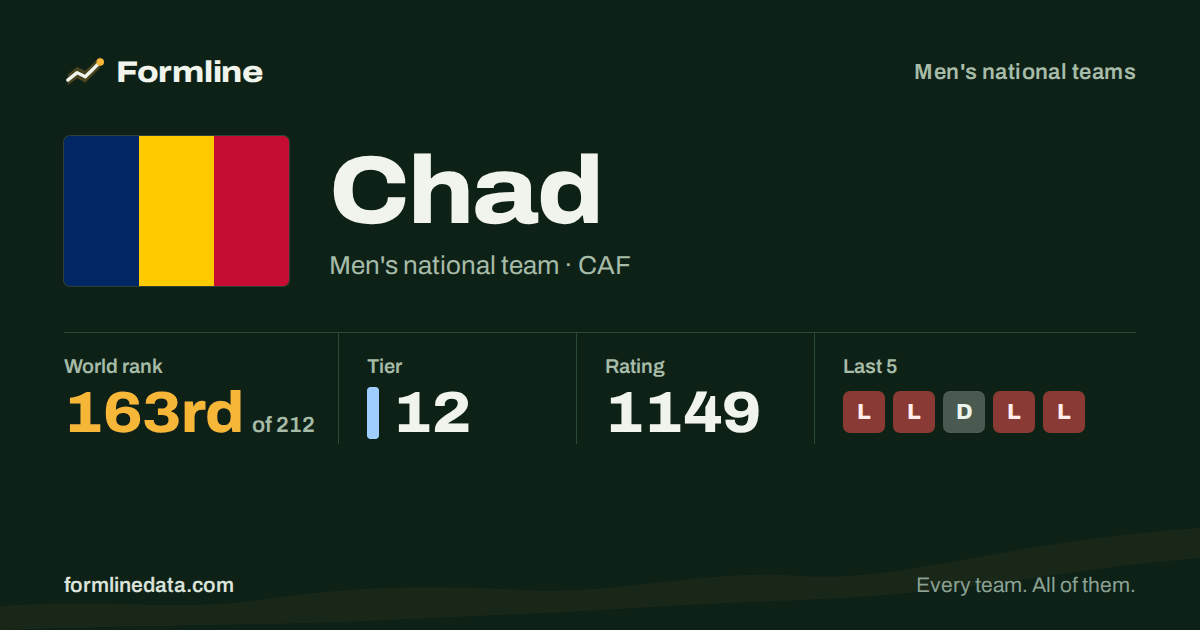 Formline
Men's national teams
Chad
Men's national team · CAF
World rank
163rd of 212
Tier
12
Rating
1149
Last 5
L L D L L
formlinedata.com
Every team. All of them.